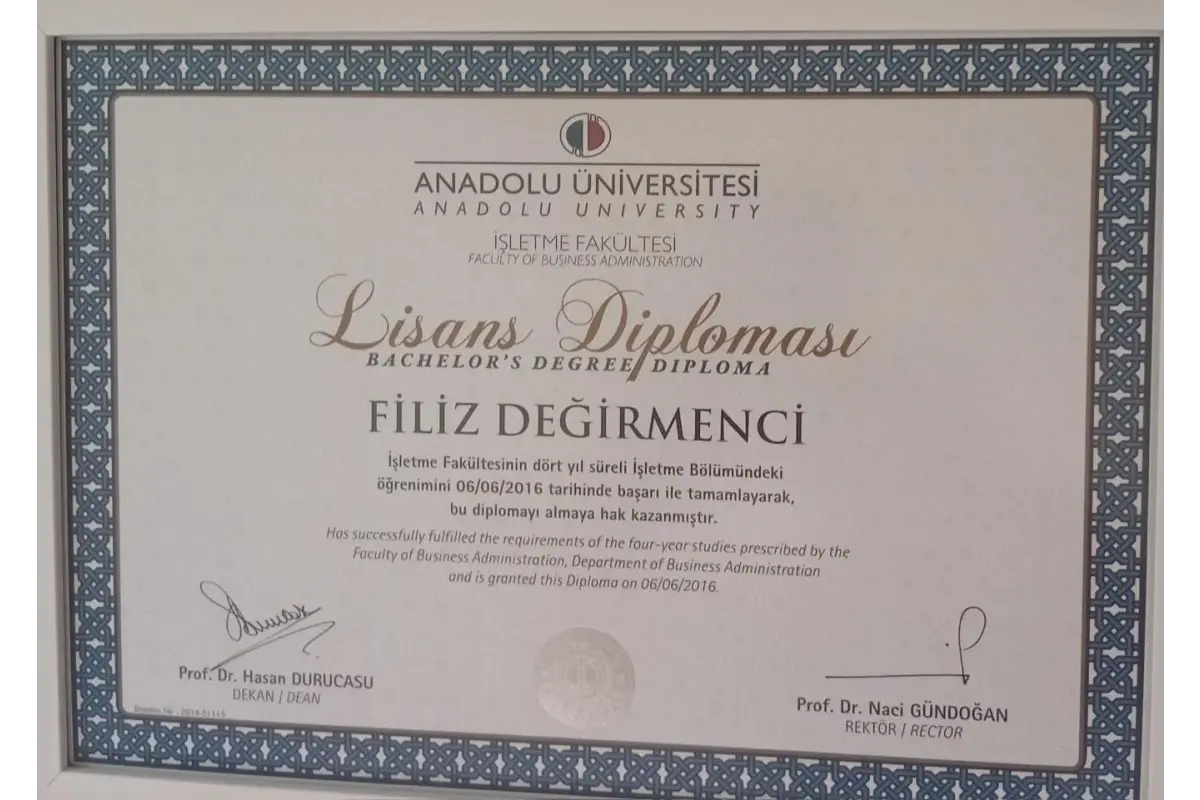 ANADOLU ÜNİVERSİTESİ
ANADOLU UNIVERSITY
İŞLETME FAKÜLTESİ
FACULTY OF BUSINESS ADMINISTRATION
Lisans Diploması
BACHELOR'S DEGREE DIPLOMA
FİLİZ DEĞİRMENCİ
İşletme Fakültesinin dört yıl süreli İşletme Bölümündeki
öğrenimini 06/06/2016 tarihinde başarı ile tamamlayarak,
bu diplomayı almaya hak kazanmıştır.
Has successfully fulfilled the requirements of the four-year studies prescribed by the
Faculty of Business Administration, Department of Business Administration
and is granted this Diploma on 06/06/2016.
Prof. Dr. Hasan DURUCASU
DEKAN / DEAN
Prof. Dr. Naci GÜNDOĞAN
REKTÖR / RECTOR